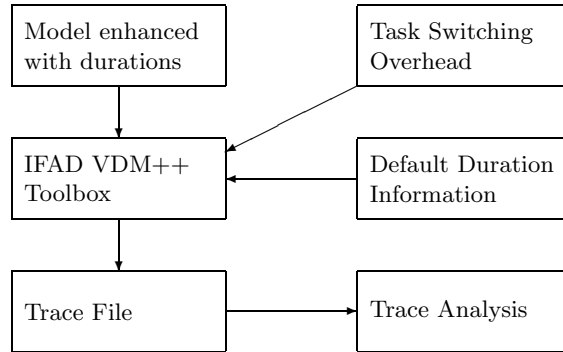 Model enhanced
with durations
Task Switching
Overhead
IFAD VDM++
Toolbox
Default Duration
Information
Trace File
Trace Analysis